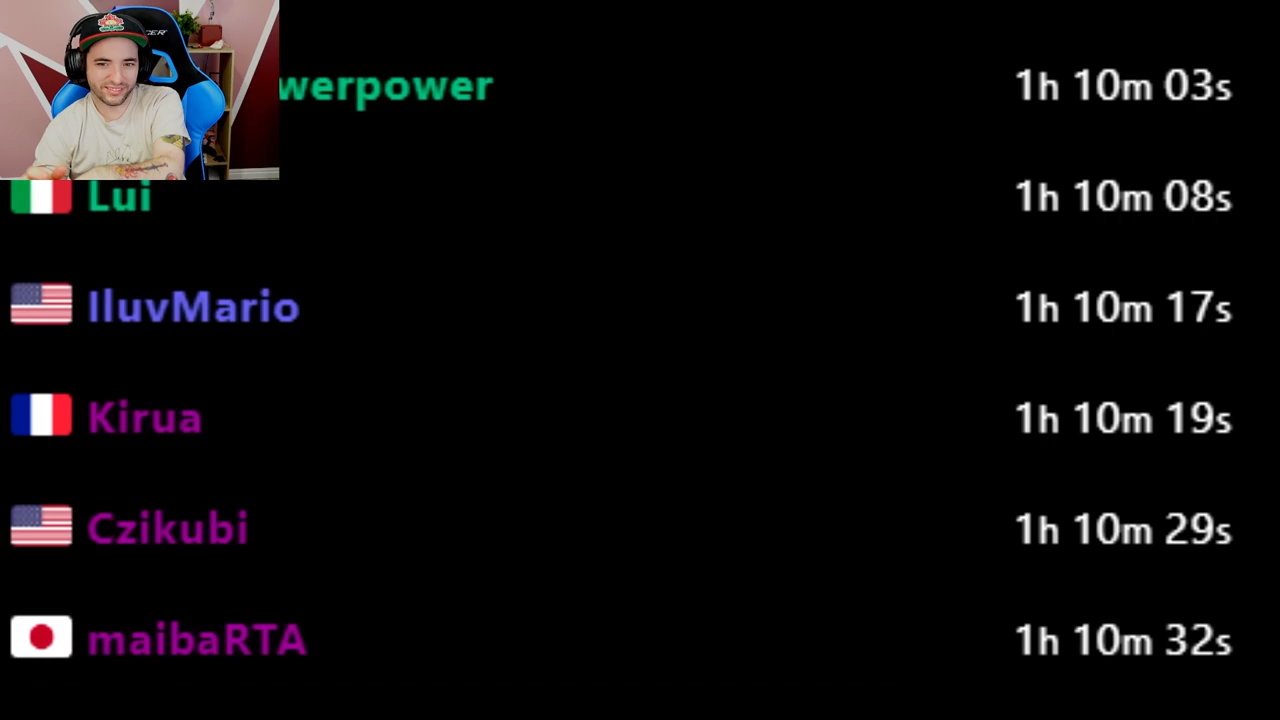 werpower 1h 10m 03s
Lui 1h 10m 08s
IluvMario 1h 10m 17s
Kirua 1h 10m 19s
Czikubi 1h 10m 29s
maibaRTA 1h 10m 32s